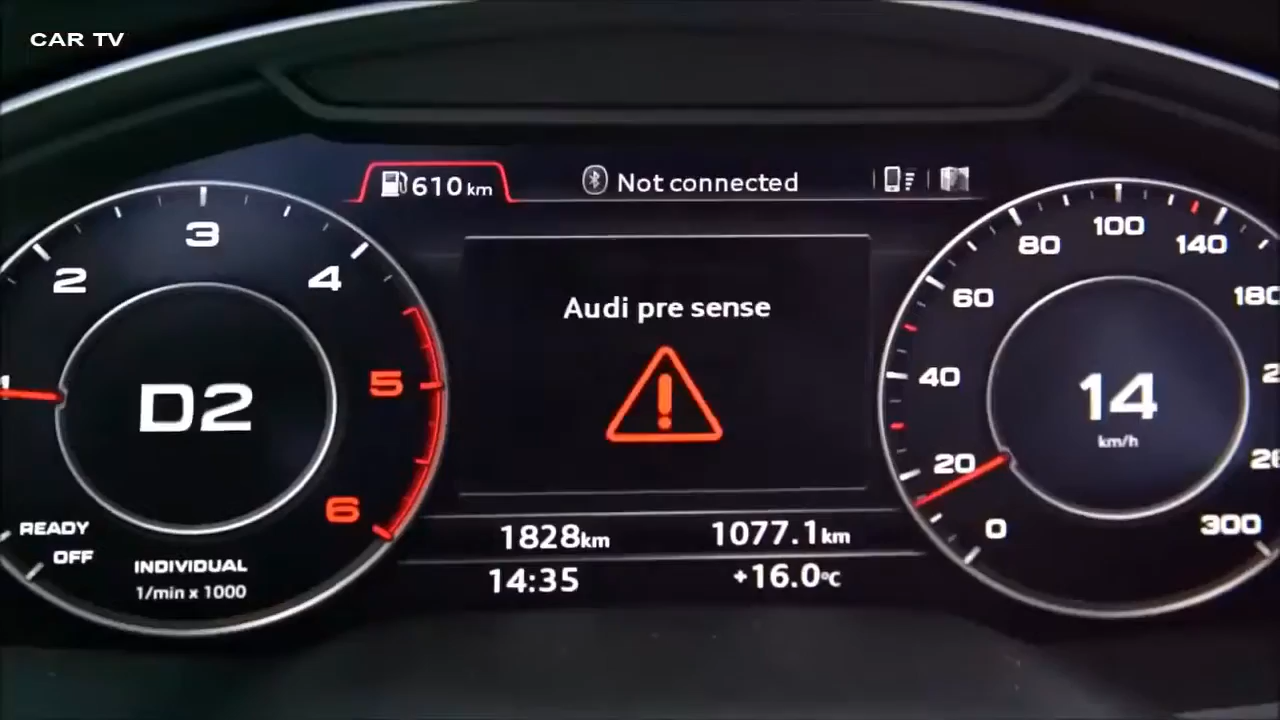 CAR TV
610 km
Not connected
1
2
3
4
5
6
D2
READY
OFF
INDIVIDUAL
1/min x 1000
Audi pre sense
1828km
1077.1km
14:35
+16.0°C
0
20
40
60
80
100
140
300
14
km/h